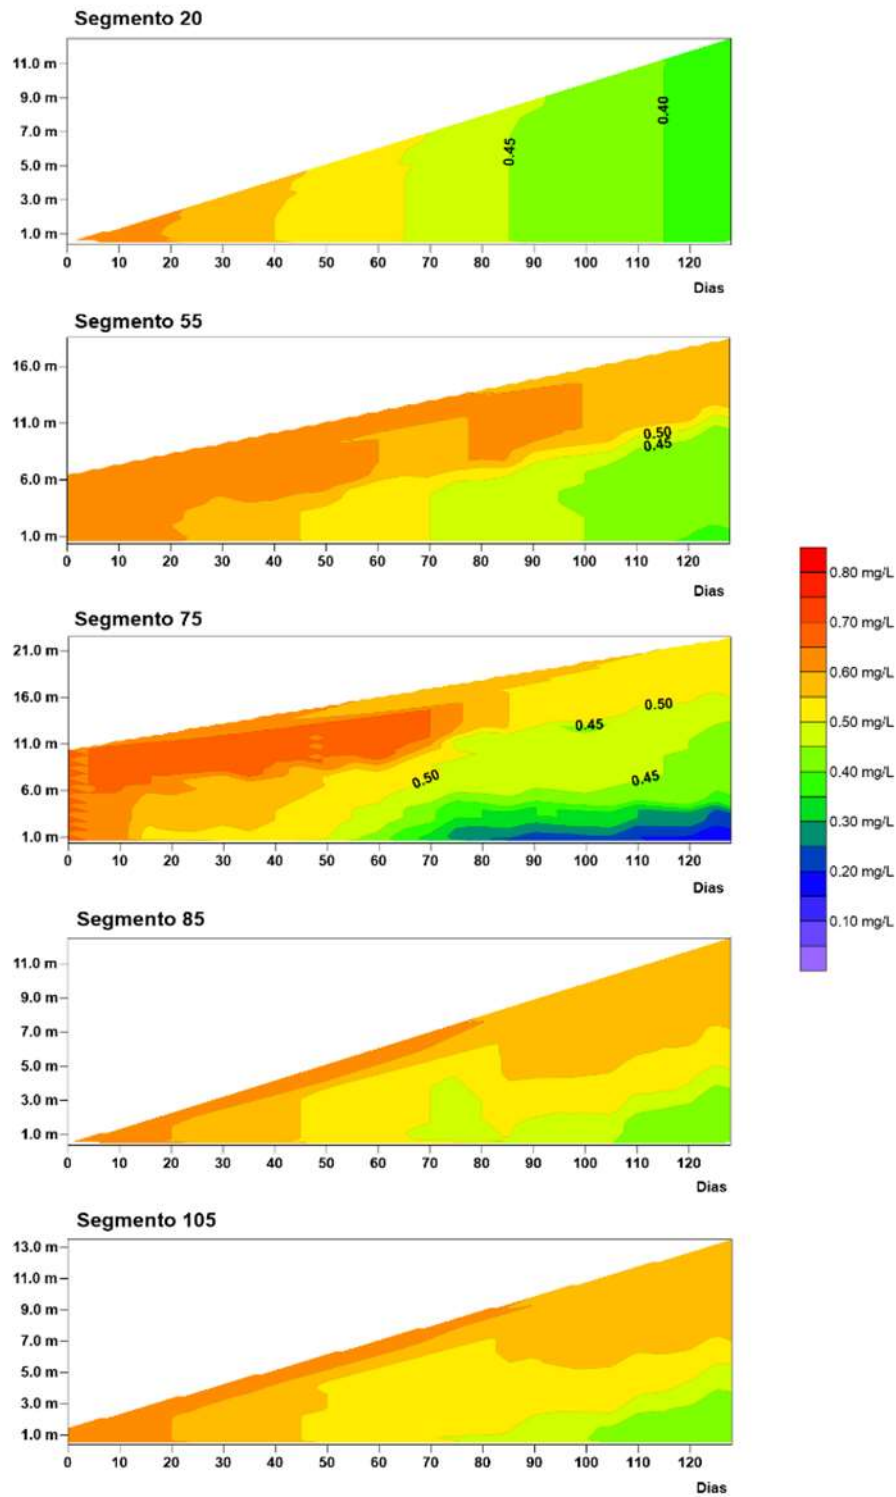 Segmento 20
11.0 m
9.0 m
7.0 m
5.0 m
3.0 m
1.0 m
0.45
0.40
0 10 20 30 40 50 60 70 80 90 100 110 120
Dias
Segmento 55
16.0 m
11.0 m
6.0 m
1.0 m
0.50
0.45
0 10 20 30 40 50 60 70 80 90 100 110 120
Dias
Segmento 75
21.0 m
16.0 m
11.0 m
6.0 m
1.0 m
0.50
0.45
0.50
0.45
0 10 20 30 40 50 60 70 80 90 100 110 120
Dias
0.80 mg/L
0.70 mg/L
0.60 mg/L
0.50 mg/L
0.40 mg/L
0.30 mg/L
0.20 mg/L
0.10 mg/L
Segmento 85
11.0 m
9.0 m
7.0 m
5.0 m
3.0 m
1.0 m
0 10 20 30 40 50 60 70 80 90 100 110 120
Dias
Segmento 105
13.0 m
11.0 m
9.0 m
7.0 m
5.0 m
3.0 m
1.0 m
0 10 20 30 40 50 60 70 80 90 100 110 120
Dias